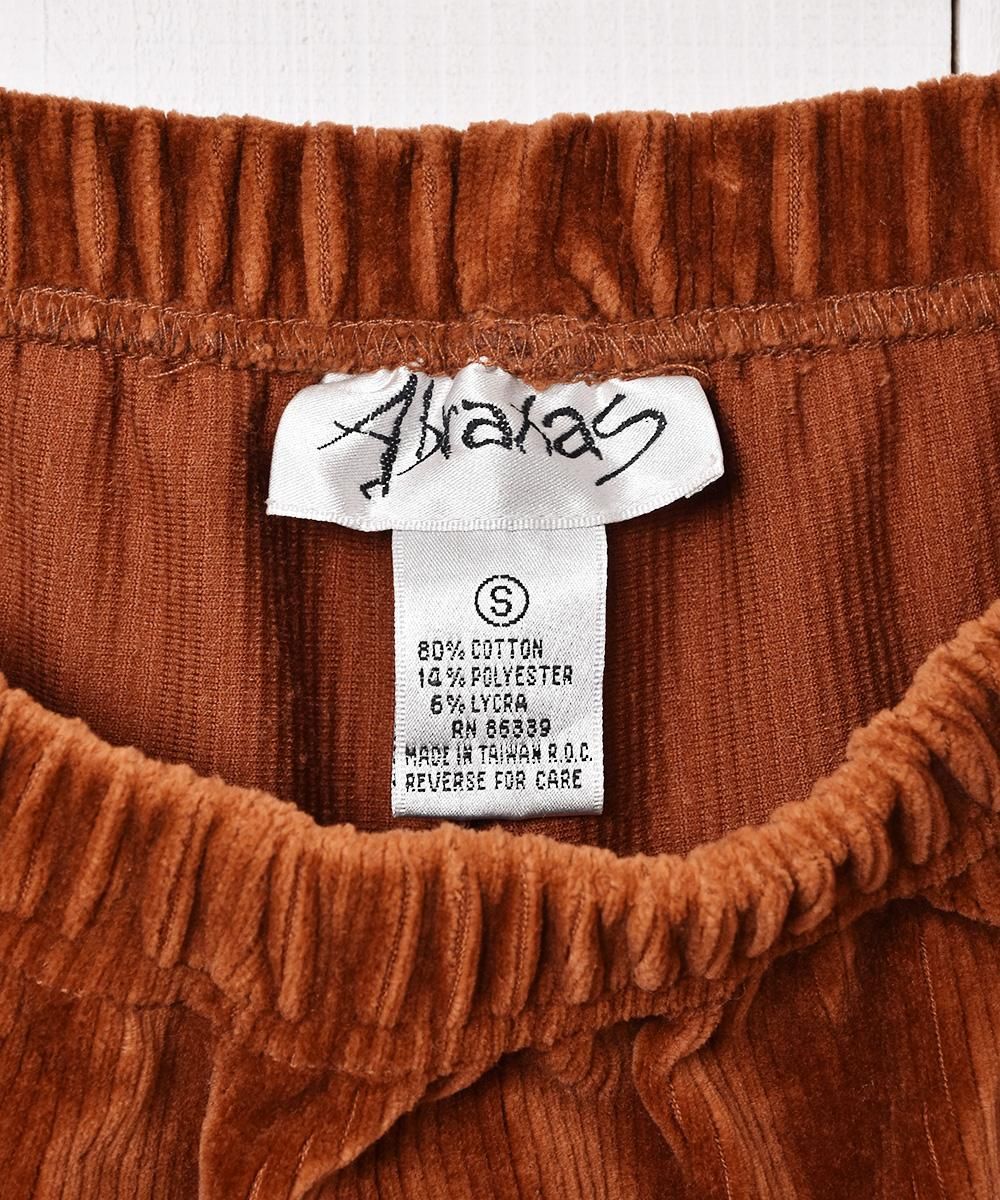 Abraxas
S
80% COTTON
14% POLYESTER
6% LYCRA
RN 86339
MADE IN TAIWAN R.O.C.
REVERSE FOR CARE